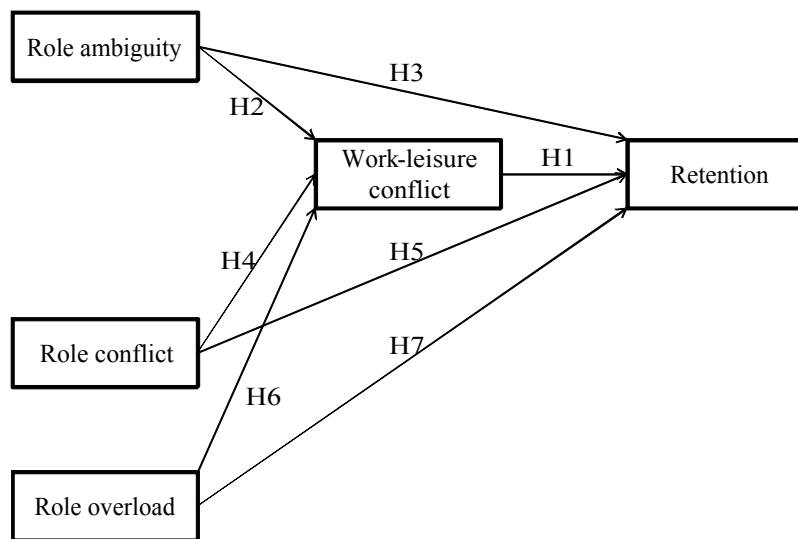 Role ambiguity
H3
H2
Work-leisure
conflict
H1
Retention
H4
H5
Role conflict
H7
H6
Role overload